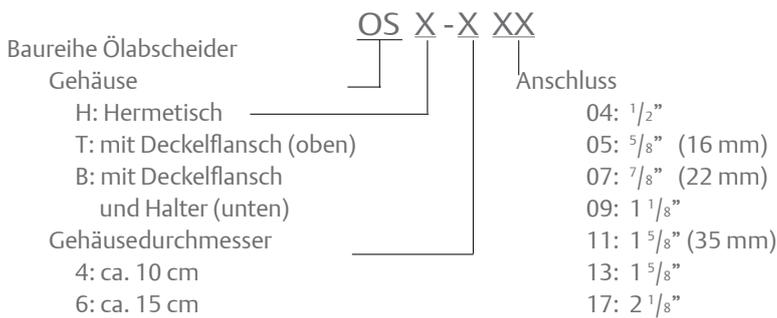 OS X - X XX
Baureihe Ölabscheider
Gehäuse
H: Hermetisch
T: mit Deckelflansch (oben)
B: mit Deckelflansch
und Halter (unten)
Gehäusedurchmesser
4: ca. 10 cm
6: ca. 15 cm
Anschluss
04: 1/2”
05: 5/8” (16 mm)
07: 7/8” (22 mm)
09: 1 1/8”
11: 1 5/8” (35 mm)
13: 1 5/8”
17: 2 1/8”